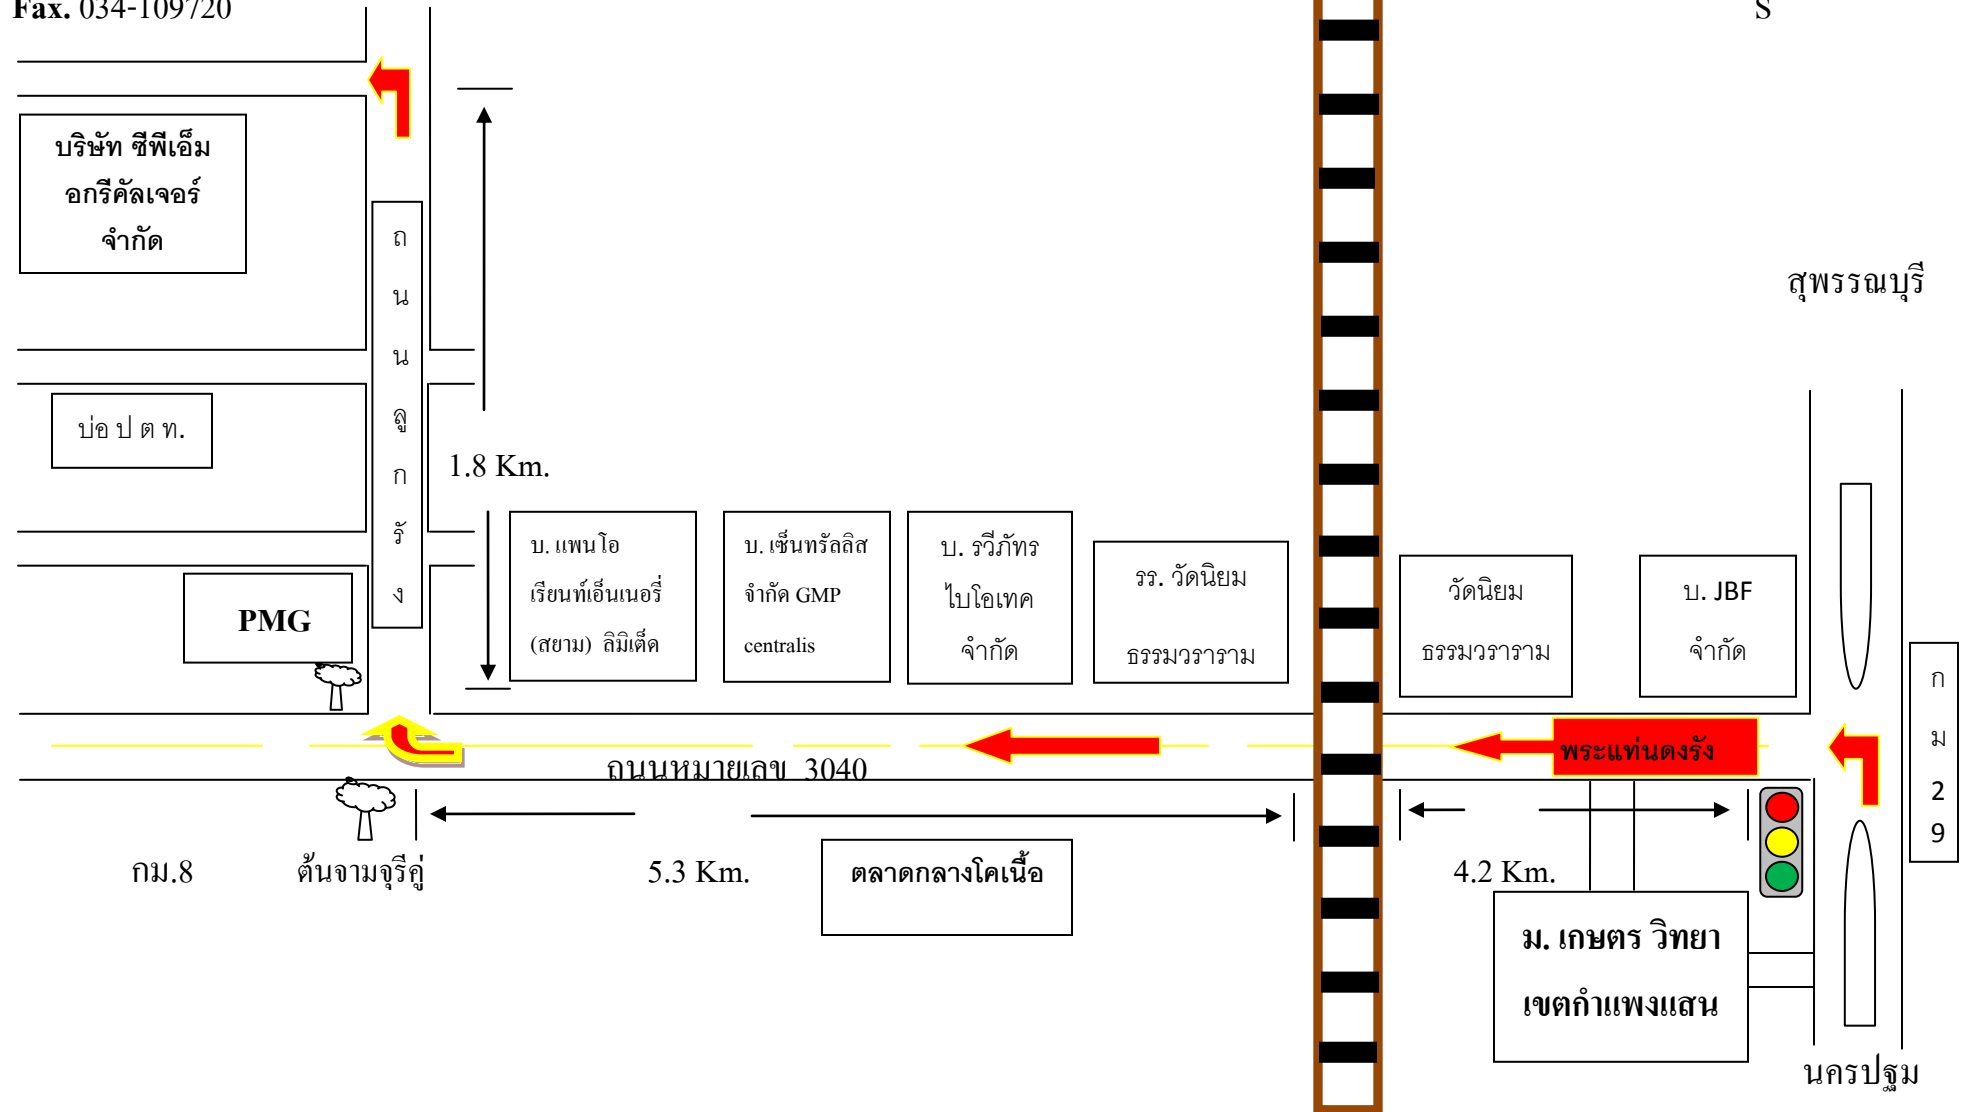 Fax. 034-109720
S
บริษัท ซีพีเอ็ม
อกรีคัลเจอร์
จำกัด
ถ
น
น
ลู
ก
รั
ง
สุพรรณบุรี
บ่อ ป ต ท.
1.8 Km.
PMG
บ. แพนโอ
เรียนท์เอ็นเนอรี่
(สยาม) ลิมิเต็ด
บ. เซ็นทรัลลิส
จำกัด GMP
centralis
บ. รวีภัทร
ไบโอเทค
จำกัด
รร. วัดนิยม
ธรรมวราราม
วัดนิยม
ธรรมวราราม
บ. JBF
จำกัด
ก
ม
2
9
พระแท่นดงรัง
ถนนหมายเลข 3040
กม.8
ต้นจามจุรีคู่
5.3 Km.
ตลาดกลางโคเนื้อ
4.2 Km.
ม. เกษตร วิทยา
เขตกำแพงแสน
นครปฐม